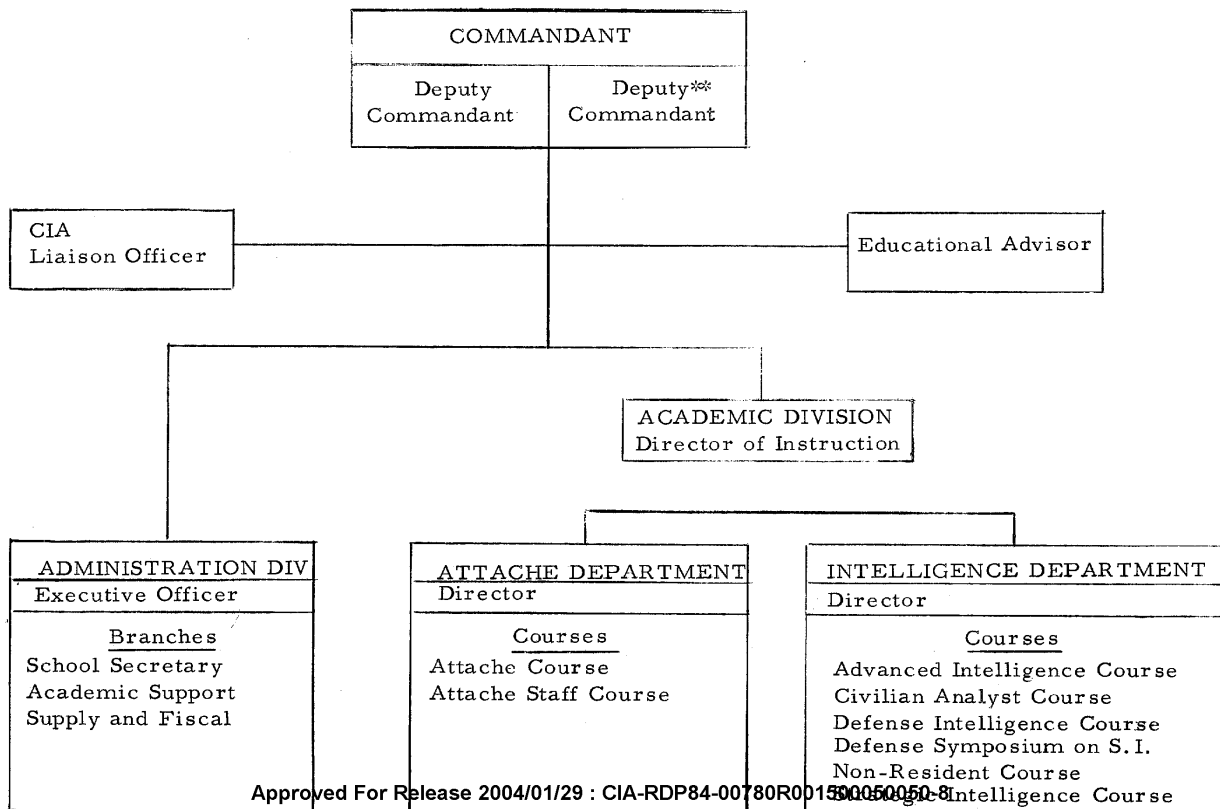 COMMANDANT
Deputy
Commandant
Deputy**
Commandant
CIA
Liaison Officer
Educational Advisor
ACADEMIC DIVISION
Director of Instruction
ADMINISTRATION DIV
Executive Officer
Branches
School Secretary
Academic Support
Supply and Fiscal
ATTACHE DEPARTMENT
Director
Courses
Attache Course
Attache Staff Course
INTELLIGENCE DEPARTMENT
Director
Courses
Advanced Intelligence Course
Civilian Analyst Course
Defense Intelligence Course
Defense Symposium on S.I.
Non-Resident Course
Strategic Intelligence Course
Approved For Release 2004/01/29 : CIA-RDP84-00780R001500050050-8